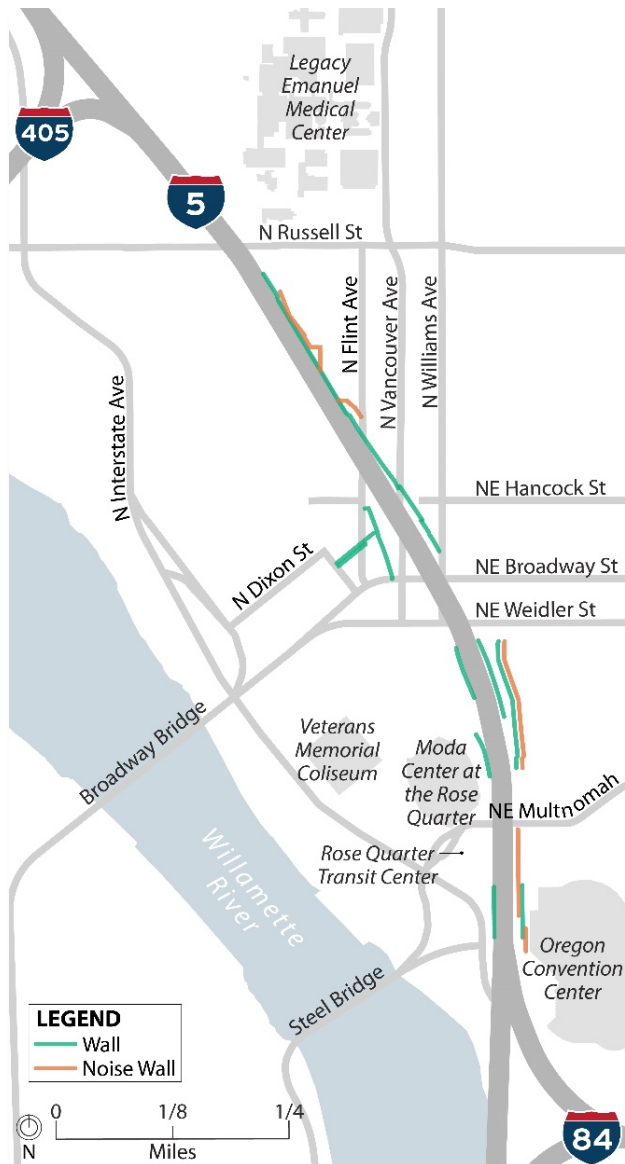 Legacy
Emanuel
Medical
Center
405
5
N Russell St
N Flint Ave
N Vancouver Ave
N Williams Ave
N Interstate Ave
NE Hancock St
N Dixon St
NE Broadway St
NE Weidler St
Broadway Bridge
Veterans
Memorial
Coliseum
Moda
Center at
the Rose
Quarter
NE Multnomah
Rose Quarter
Transit Center
Willamette
River
Oregon
Convention
Center
Steel Bridge
LEGEND
Wall
Noise Wall
0 1/8 1/4
Miles
N
84